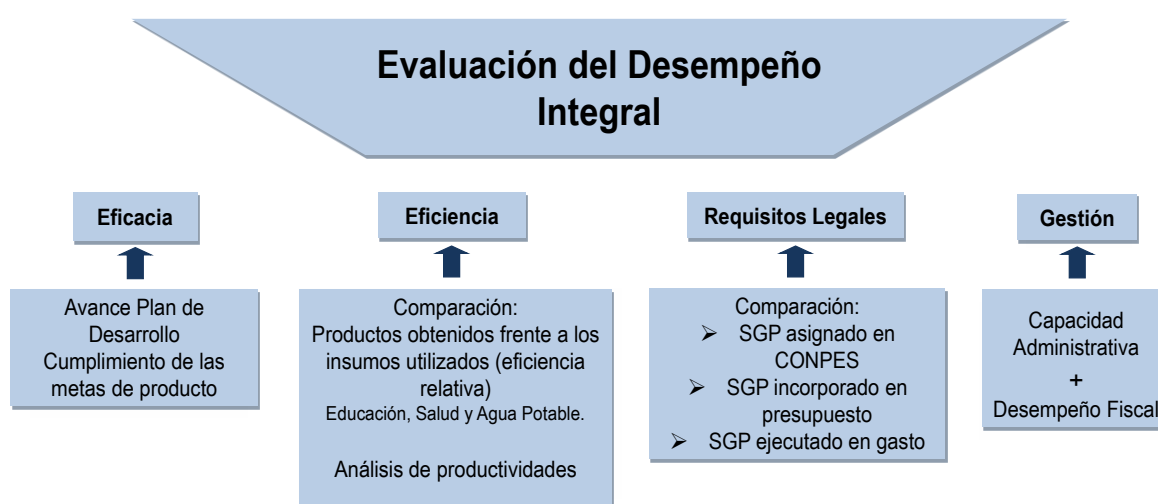 Evaluación del Desempeño
Integral
Eficacia
Avance Plan de
Desarrollo
Cumplimiento de las
metas de producto
Eficiencia
Comparación:
Productos obtenidos frente a los
insumos utilizados (eficiencia
relativa)
Educación, Salud y Agua Potable.
Análisis de productividades
Requisitos Legales
Comparación:
➢ SGP asignado en
CONPES
➢ SGP incorporado en
presupuesto
➢ SGP ejecutado en gasto
Gestión
Capacidad
Administrativa
+
Desempeño Fiscal